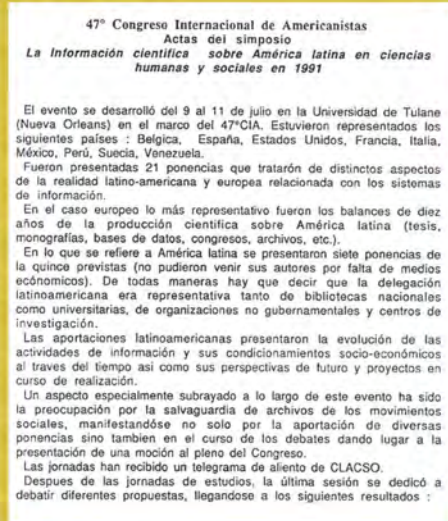 47° Congreso Internacional de Americanistas
Actas del simposio
La Información cientifica sobre América latina en ciencias
humanas y sociales en 1991
El evento se desarrolló del 9 al 11 de julio en la Universidad de Tulane
(Nueva Orleans) en el marco del 47°CIA. Estuvieron representados los
siguientes países : Belgica, España, Estados Unidos, Francia, Italia,
México, Perú, Suecia, Venezuela.
Fueron presentadas 21 ponencias que tratarón de distinctos aspectos
de la realidad latino-americana y europea relacionada con los sistemas
de información.
En el caso europeo lo más representativo fueron los balances de diez
años de la producción cientifica sobre América latina (tesis,
monografías, bases de datos, congresos, archivos, etc.).
En lo que se refiere a América latina se presentaron siete ponencias de
la quince previstas (no pudieron venir sus autores por falta de medios
ecónomicos). De todas maneras hay que decir que la delegación
latinoamericana era representativa tanto de bibliotecas nacionales
como universitarias, de organizaciones no gubernamentales y centros de
investigación.
Las aportaciones latinoamericanas presentaron la evolución de las
actividades de información y sus condicionamientos socio-económicos
al traves del tiempo asi como sus perspectivas de futuro y proyectos en
curso de realización.
Un aspecto especialmente subrayado a lo largo de este evento ha sido
la preocupación por la salvaguardia de archivos de los movimientos
sociales, manifestandóse no solo por la aportación de diversas
ponencias sino tambien en el curso de los debates dando lugar a la
presentación de una moción al pleno del Congreso.
Las jornadas han recibido un telegrama de aliento de CLACSO.
Despues de las jornadas de estudios, la última sesión se dedicó a
debatir diferentes propuestas, llegandose a los siguientes resultados :